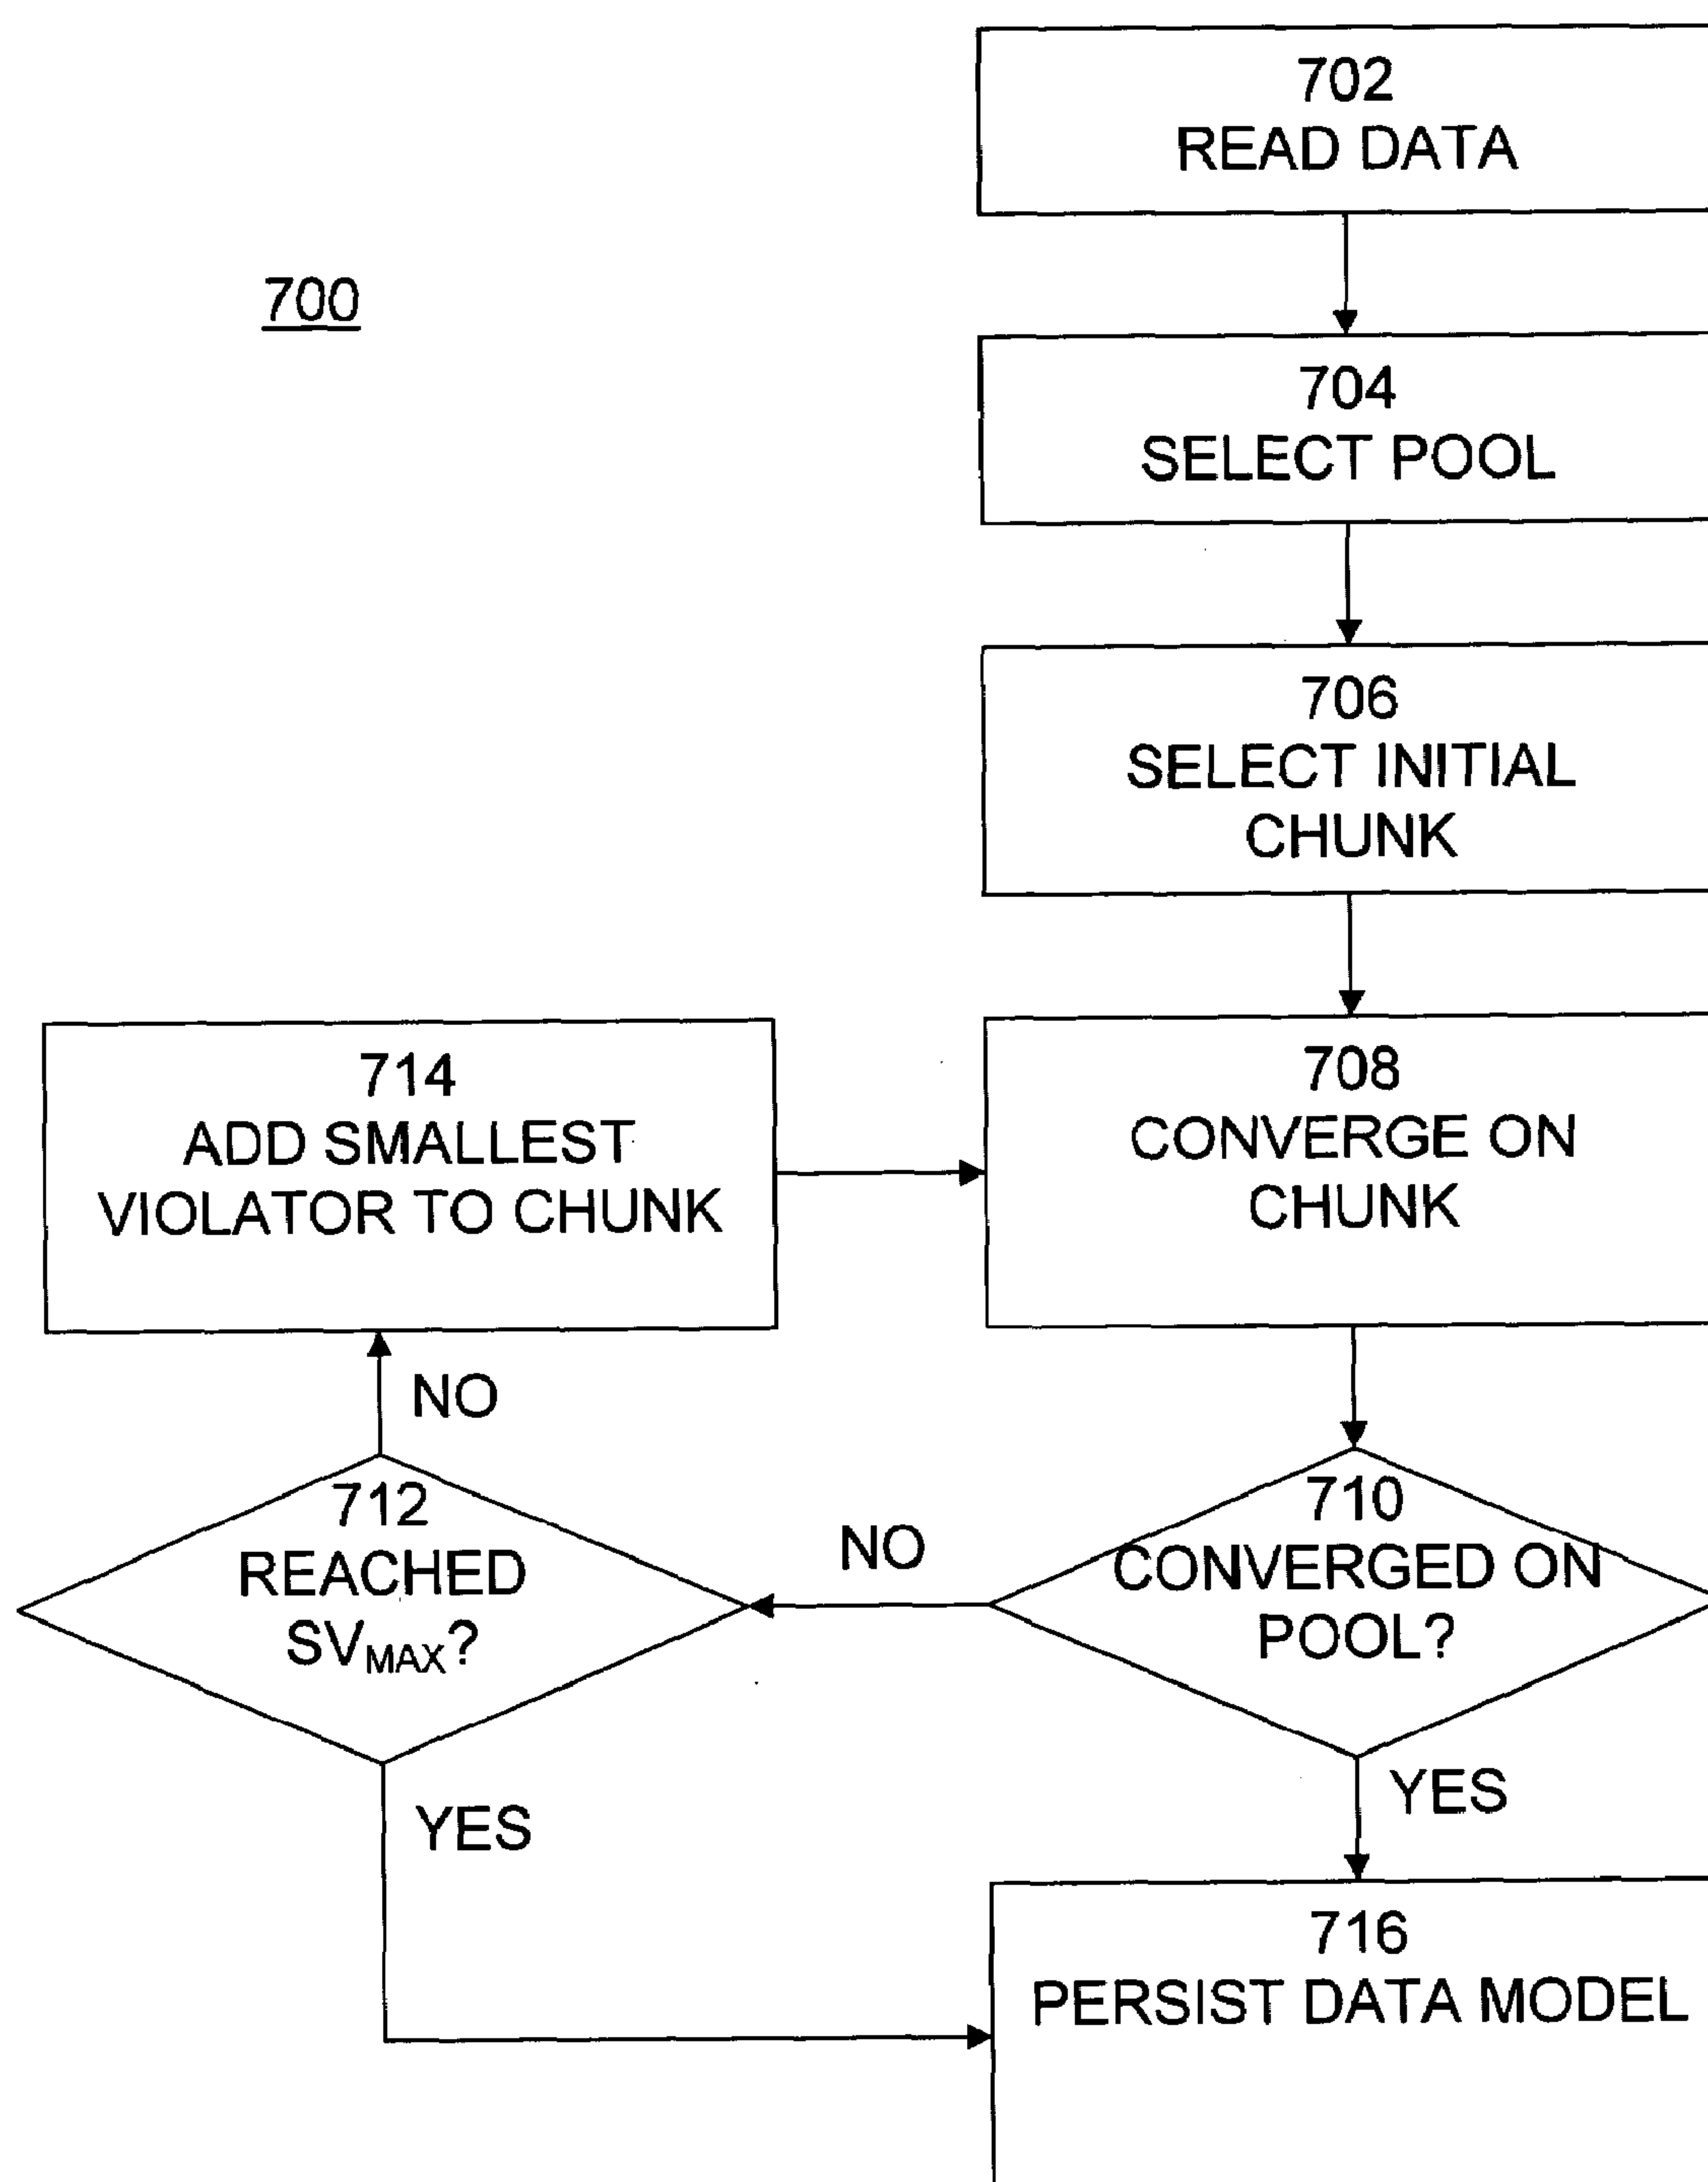 702
READ DATA
700
704
SELECT POOL
706
SELECT INITIAL
CHUNK
714
ADD SMALLEST
VIOLATOR TO CHUNK
708
CONVERGE ON
CHUNK
NO
712
REACHED
SV_MAX?
NO
710
CONVERGED ON
POOL?
YES
YES
716
PERSIST DATA MODEL